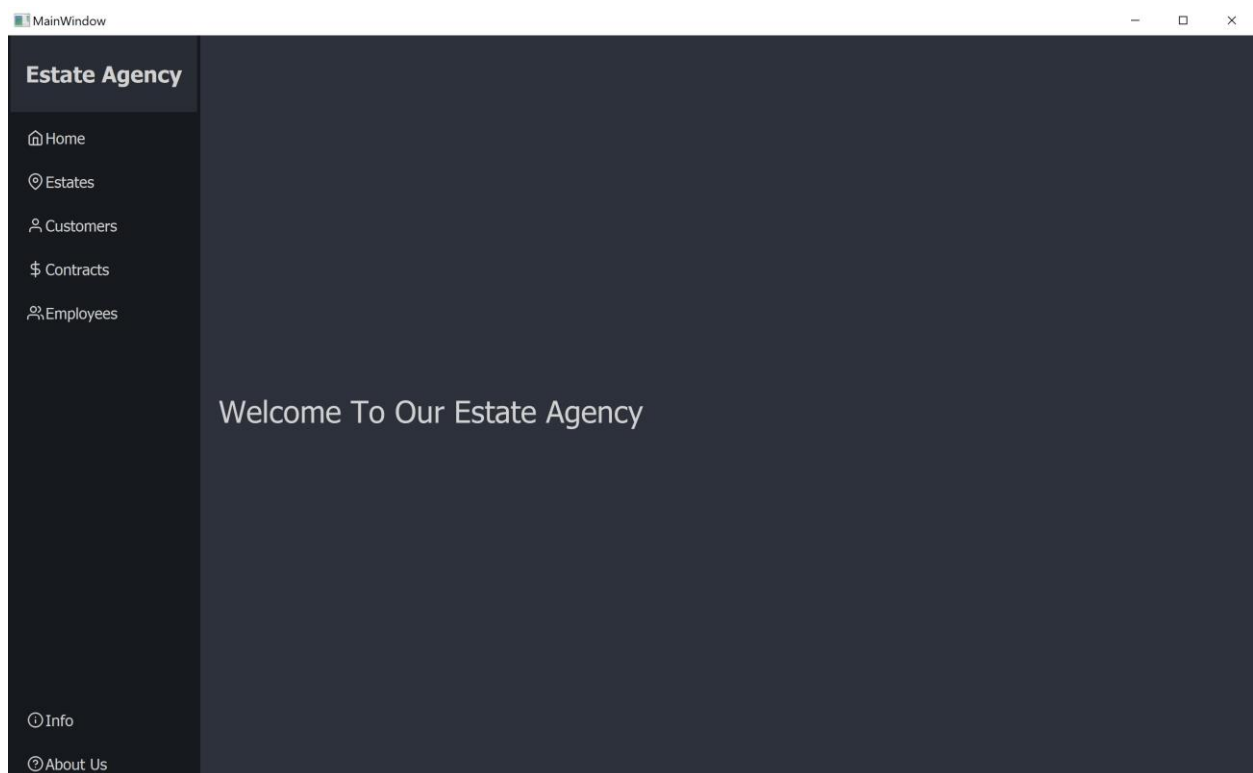 MainWindow
Estate Agency
Home
Estates
Customers
$ Contracts
Employees
Welcome To Our Estate Agency
Info
About Us